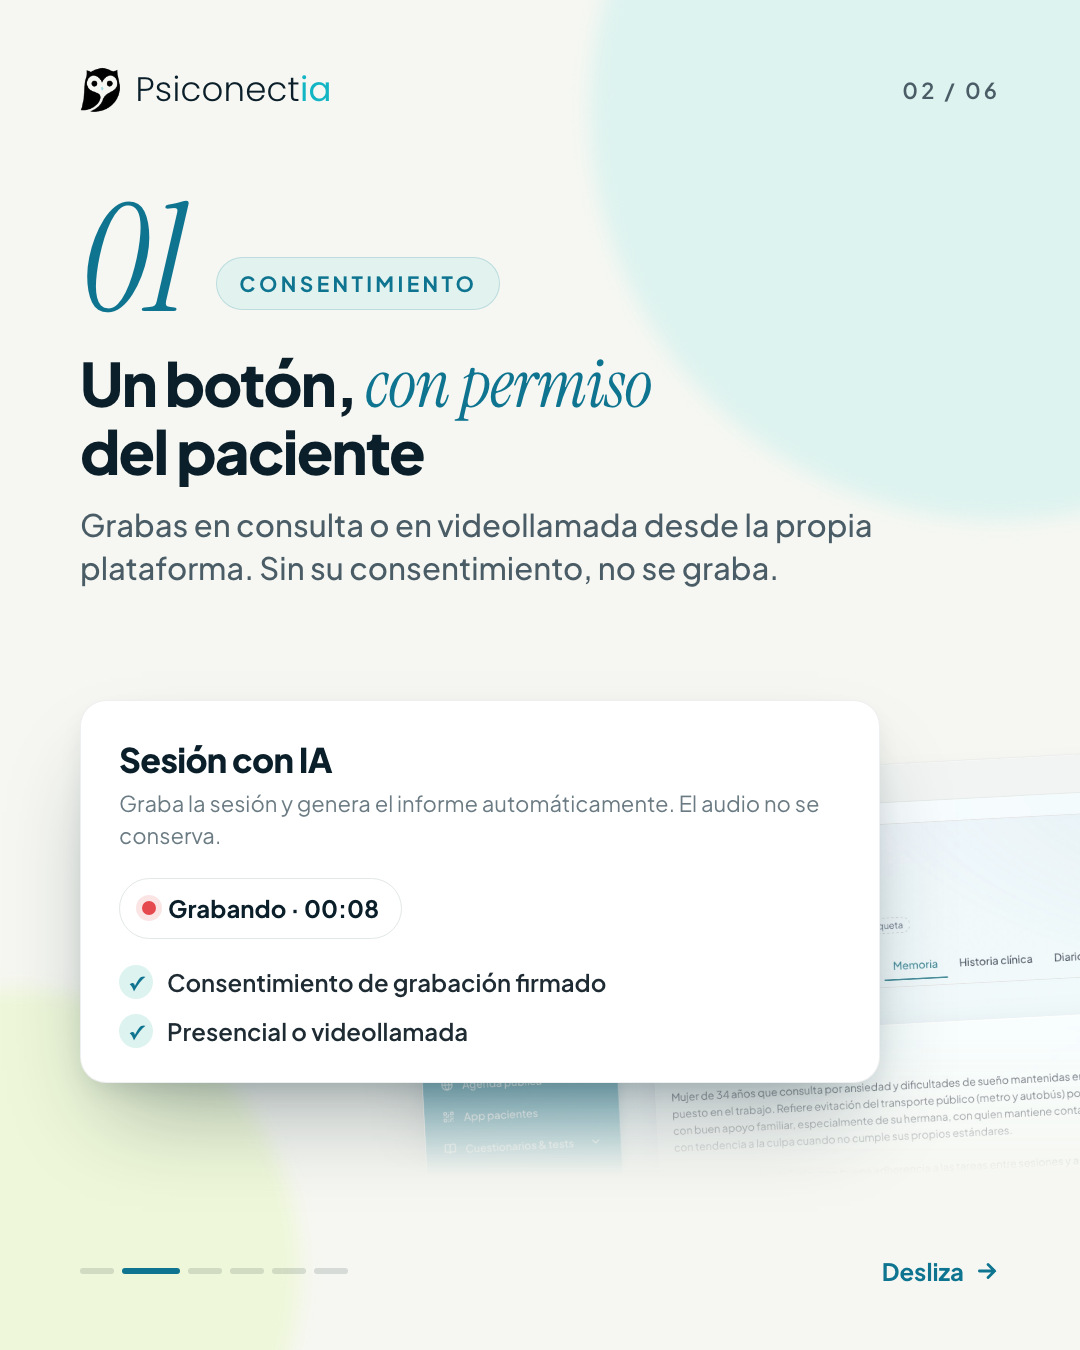 Psiconectia
02 / 06
01
CONSENTIMIENTO
Un botón, con permiso
del paciente
Grabas en consulta o en videollamada desde la propia
plataforma. Sin su consentimiento, no se graba.
Sesión con IA
Graba la sesión y genera el informe automáticamente. El audio no se
conserva.
Grabando · 00:08
✓ Consentimiento de grabación firmado
✓ Presencial o videollamada
Memoria Historia clínica
Agenda pública
App pacientes
Cuestionarios & tests
Mujer de 34 años que consulta por ansiedad y dificultades de sueño mantenidas
puesto en el trabajo. Refiere evitación del transporte público (metro y autobús)
con buen apoyo familiar, especialmente de su hermana, con quien mantiene
con tendencia a la culpa cuando no cumple sus propios estándares.
Desliza →